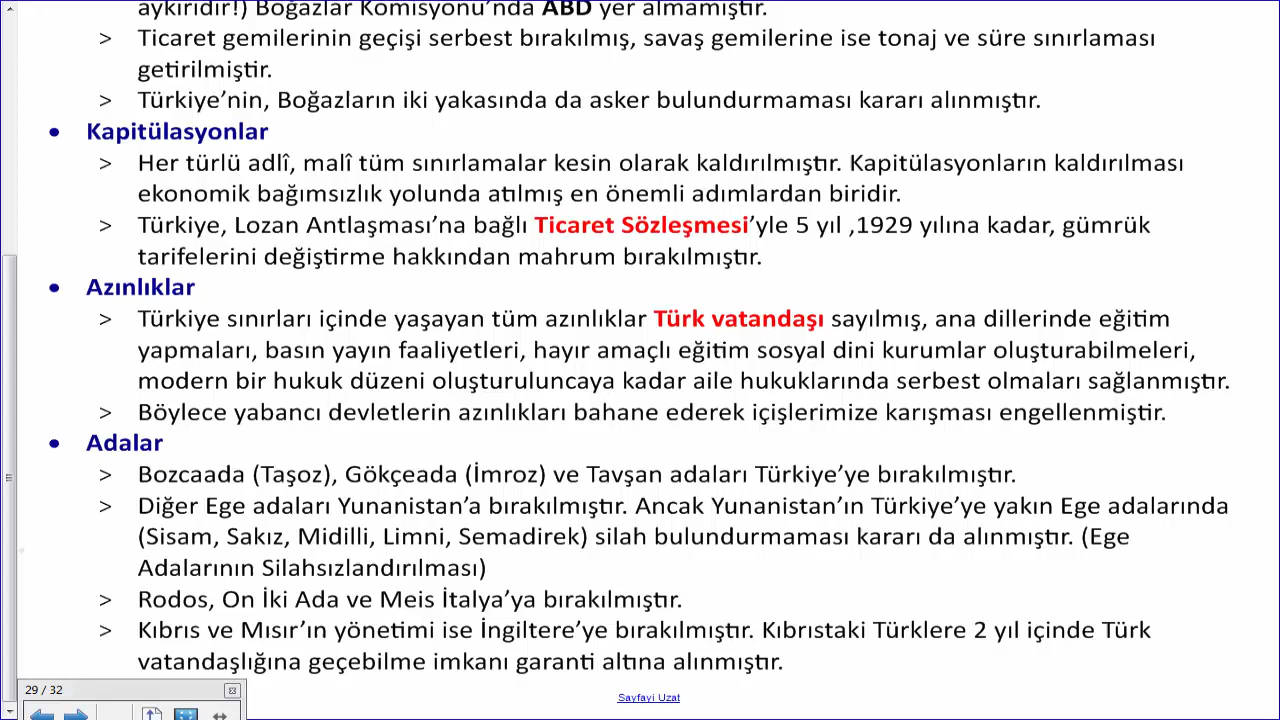 aykırıdır!) Boğazlar Komisyonu’nda ABD yer almamıştır.
> Ticaret gemilerinin geçişi serbest bırakılmış, savaş gemilerine ise tonaj ve süre sınırlaması
getirilmiştir.
> Türkiye’nin, Boğazların iki yakasında da asker bulundurmaması kararı alınmıştır.
• Kapitülasyonlar
> Her türlü adlî, malî tüm sınırlamalar kesin olarak kaldırılmıştır. Kapitülasyonların kaldırılması
ekonomik bağımsızlık yolunda atılmış en önemli adımlardan biridir.
> Türkiye, Lozan Antlaşması’na bağlı Ticaret Sözleşmesi’yle 5 yıl ,1929 yılına kadar, gümrük
tarifelerini değiştirme hakkından mahrum bırakılmıştır.
• Azınlıklar
> Türkiye sınırları içinde yaşayan tüm azınlıklar Türk vatandaşı sayılmış, ana dillerinde eğitim
yapmaları, basın yayın faaliyetleri, hayır amaçlı eğitim sosyal dini kurumlar oluşturabilmeleri,
modern bir hukuk düzeni oluşturuluncaya kadar aile hukuklarında serbest olmaları sağlanmıştır.
> Böylece yabancı devletlerin azınlıkları bahane ederek içişlerimize karışması engellenmiştir.
• Adalar
> Bozcaada (Taşoz), Gökçeada (İmroz) ve Tavşan adaları Türkiye’ye bırakılmıştır.
> Diğer Ege adaları Yunanistan’a bırakılmıştır. Ancak Yunanistan’ın Türkiye’ye yakın Ege adalarında
(Sisam, Sakız, Midilli, Limni, Semadirek) silah bulundurmaması kararı da alınmıştır. (Ege
Adalarının Silahsızlandırılması)
> Rodos, On İki Ada ve Meis İtalya’ya bırakılmıştır.
> Kıbrıs ve Mısır’ın yönetimi ise İngiltere’ye bırakılmıştır. Kıbrıstaki Türklere 2 yıl içinde Türk
vatandaşlığına geçebilme imkanı garanti altına alınmıştır.
29 / 32
Sayfayi Uzat